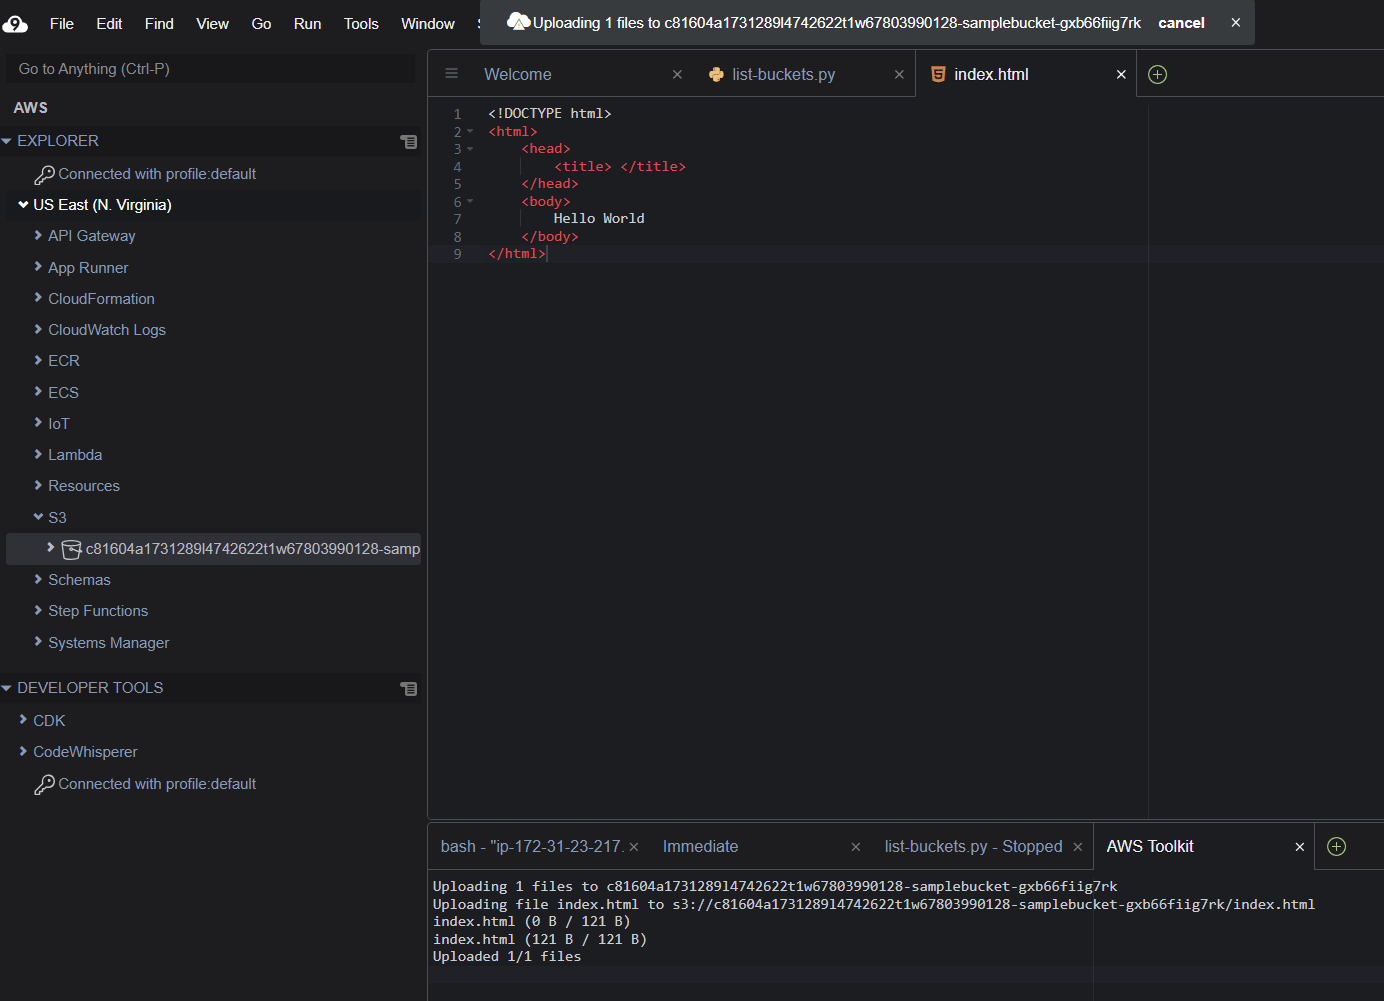 File Edit Find View Go Run Tools Window
Uploading 1 files to c81604a1731289l4742622t1w67803990128-samplebucket-gxb66fiig7rk cancel
Go to Anything (Ctrl-P)
AWS
EXPLORER
Connected with profile:default
US East (N. Virginia)
API Gateway
App Runner
CloudFormation
CloudWatch Logs
ECR
ECS
IoT
Lambda
Resources
S3
c81604a1731289l4742622t1w67803990128-samp
Schemas
Step Functions
Systems Manager
DEVELOPER TOOLS
CDK
CodeWhisperer
Connected with profile:default
Welcome list-buckets.py index.html
1 <!DOCTYPE html>
2 <html>
3 <head>
4 <title> </title>
5 </head>
6 <body>
7 Hello World
8 </body>
9 </html>
bash - "ip-172-31-23-217. Immediate list-buckets.py - Stopped AWS Toolkit
Uploading 1 files to c81604a1731289l4742622t1w67803990128-samplebucket-gxb66fiig7rk
Uploading file index.html to s3://c81604a1731289l4742622t1w67803990128-samplebucket-gxb66fiig7rk/index.html
index.html (0 B / 121 B)
index.html (121 B / 121 B)
Uploaded 1/1 files